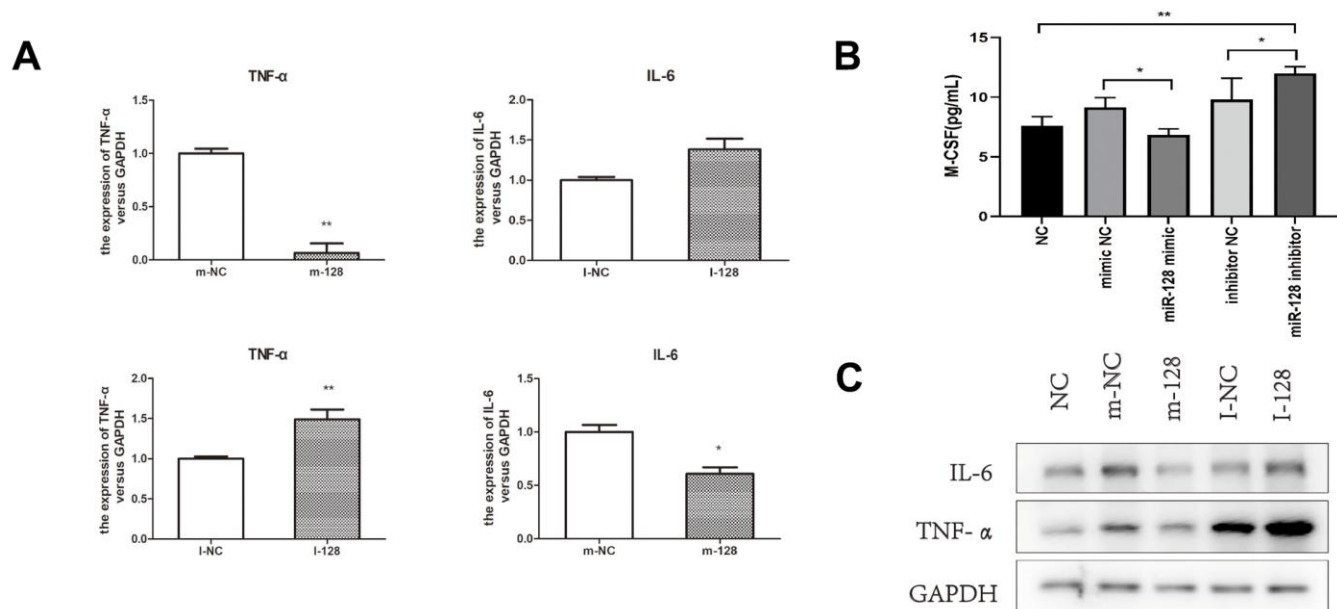 A
TNF-α
the expression of TNF-α
versus GAPDH
1.5
1.0
0.5
0.0
**
m-NC
m-128
IL-6
the expression of IL-6
versus GAPDH
2.0
1.5
1.0
0.5
0.0
I-NC
I-128
TNF-α
the expression of TNF-α
versus GAPDH
2.0
1.5
1.0
0.5
0.0
**
I-NC
I-128
IL-6
the expression of IL-6
versus GAPDH
1.5
1.0
0.5
0.0
*
m-NC
m-128
B
M-CSF(pg/mL)
15
10
5
0
**
*
*
NC
mimic NC
miR-128 mimic
inhibitor NC
miR-128 inhibitor
C
NC
m-NC
m-128
I-NC
I-128
IL-6
TNF- α
GAPDH